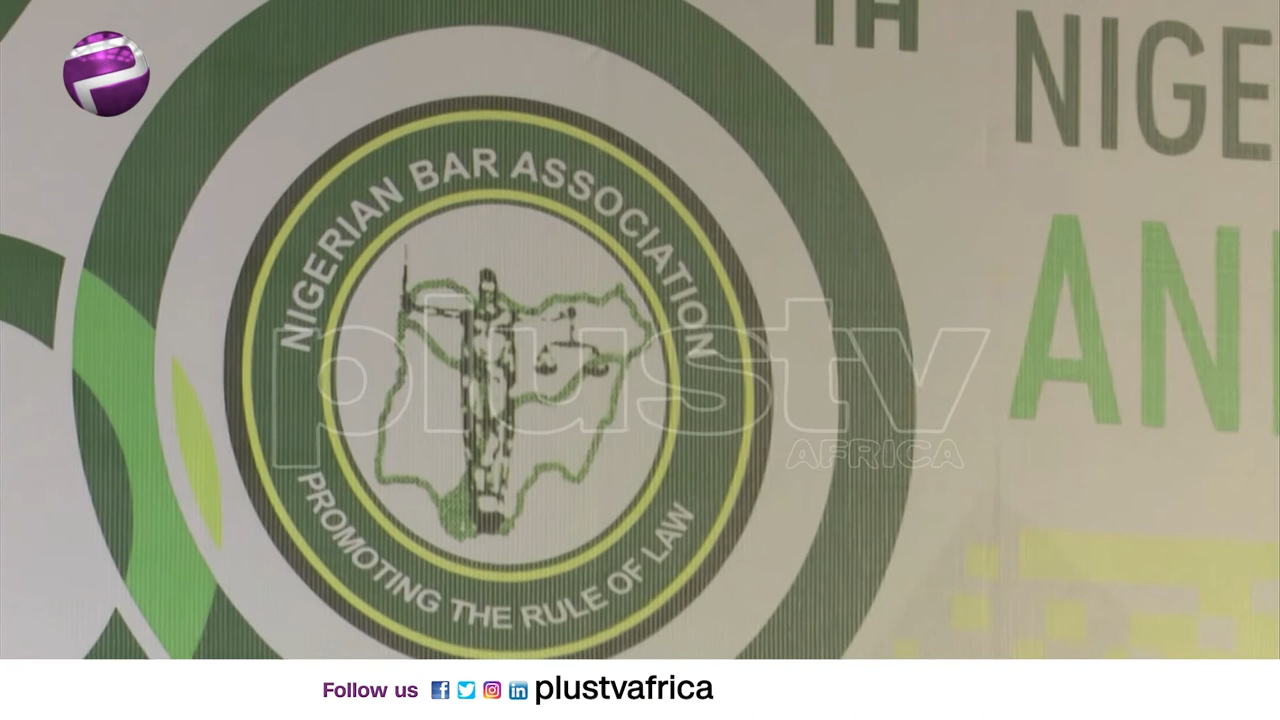 TH
NIGE
AN
NIGERIAN BAR ASSOCIATION
PROMOTING THE RULE OF LAW
plustv
AFRICA
Follow us plustvafrica